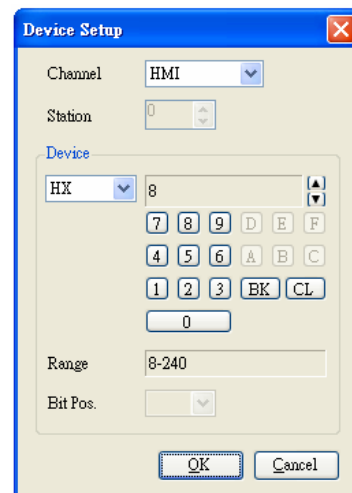 Device Setup
Channel HMI
Station 0
Device
HX 8
7 8 9 D E F
4 5 6 A B C
1 2 3 BK CL
0
Range 8-240
Bit Pos.
OK Cancel